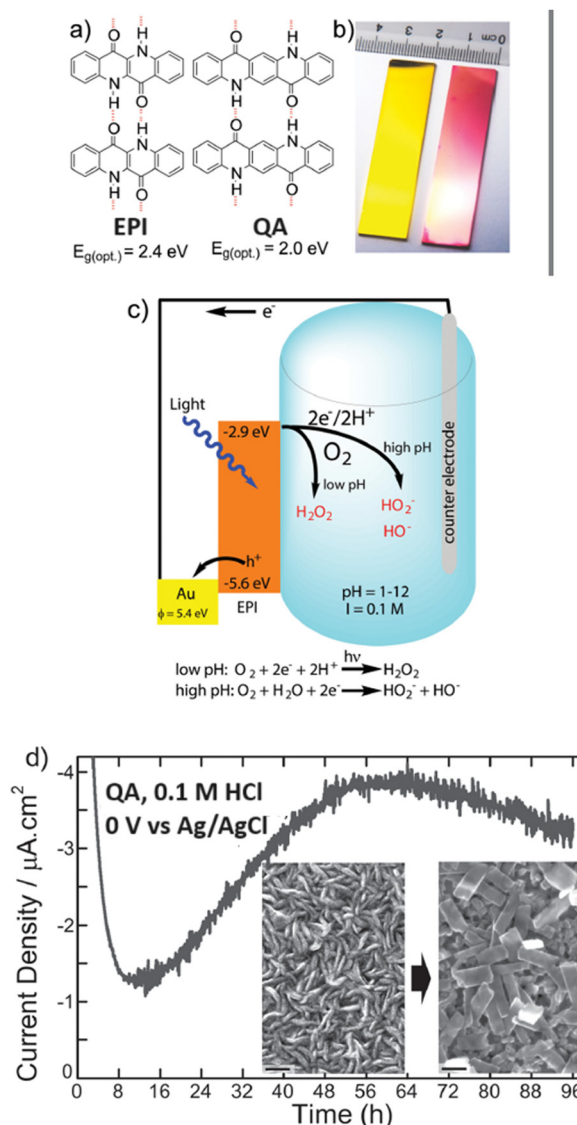 a)
O H
N
O H
N
N
H O
N
H O
O H
N
O H
N
N
H O
N
H O
EPI QA
Eg(opt.) = 2.4 eV Eg(opt.) = 2.0 eV
b)
4 3 2 1 0cm
c)
e-
Light
-2.9 eV
2e-/2H+
O2
high pH
low pH
H2O2
HO2-
HO-
counter electrode
h+
-5.6 eV
Au
ϕ = 5.4 eV
EPI
pH = 1-12
I = 0.1 M
hν
low pH: O2 + 2e- + 2H+ → H2O2
high pH: O2 + H2O + 2e- → HO2- + HO-
d)
QA, 0.1 M HCl
0 V vs Ag/AgCl
Current Density / μA.cm2
-4
-3
-2
-1
0
0 8 16 24 32 40 48 56 64 72 80 88 96
Time (h)